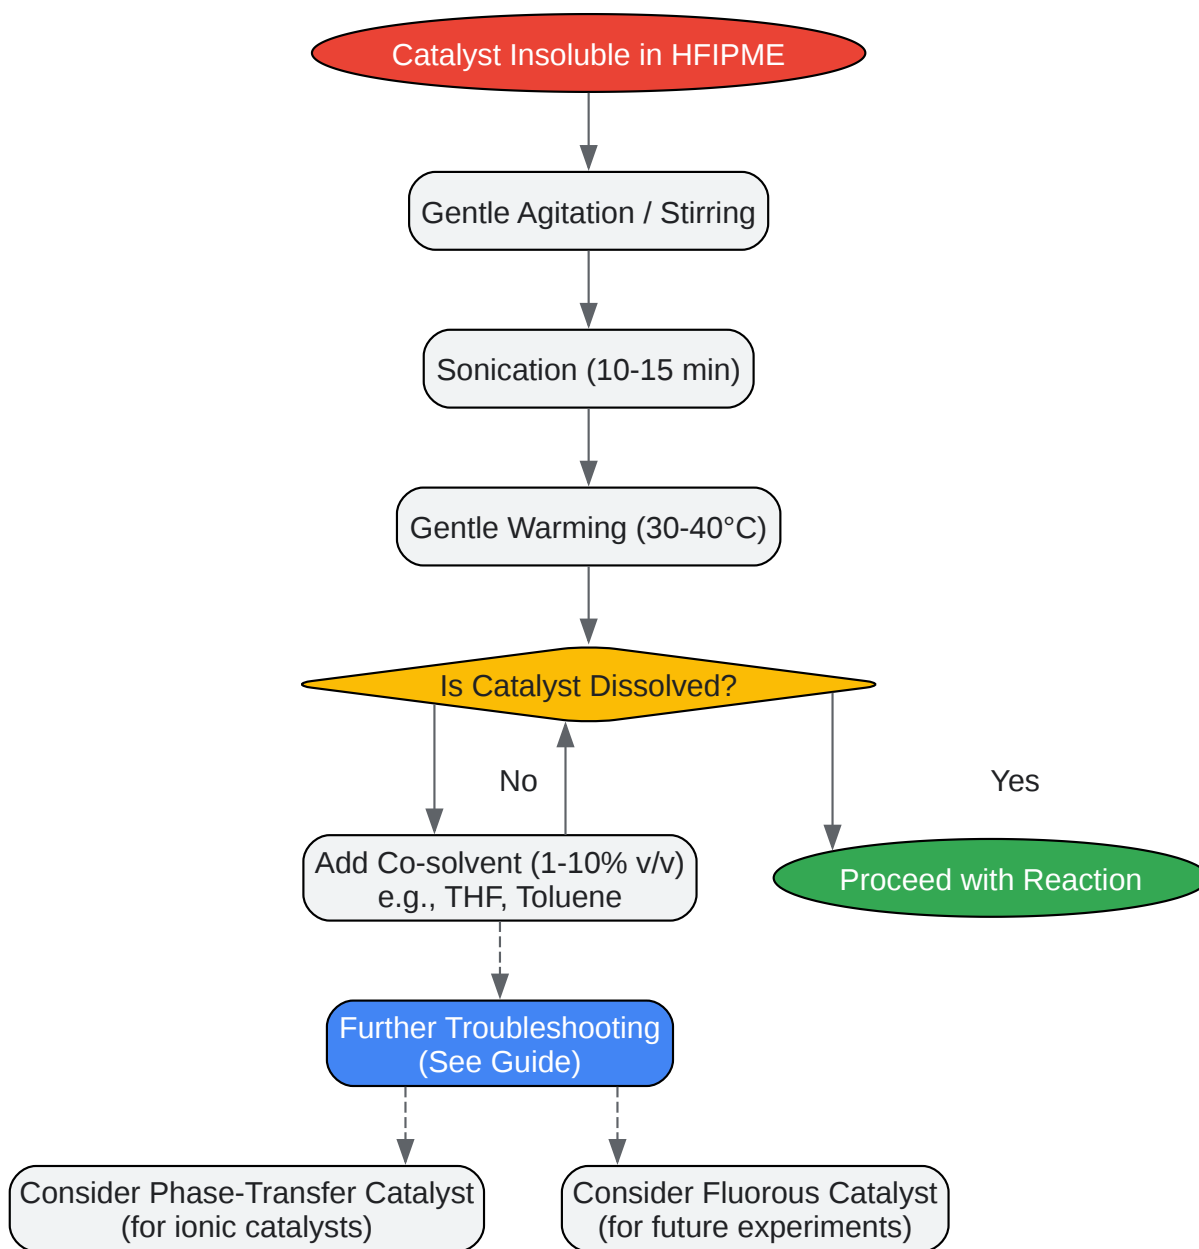 Catalyst Insoluble in HFIPME
Gentle Agitation / Stirring
Sonication (10-15 min)
Gentle Warming (30-40°C)
Is Catalyst Dissolved?
No
Yes
Add Co-solvent (1-10% v/v)
e.g., THF, Toluene
Proceed with Reaction
Further Troubleshooting
(See Guide)
Consider Phase-Transfer Catalyst
(for ionic catalysts)
Consider Fluorous Catalyst
(for future experiments)